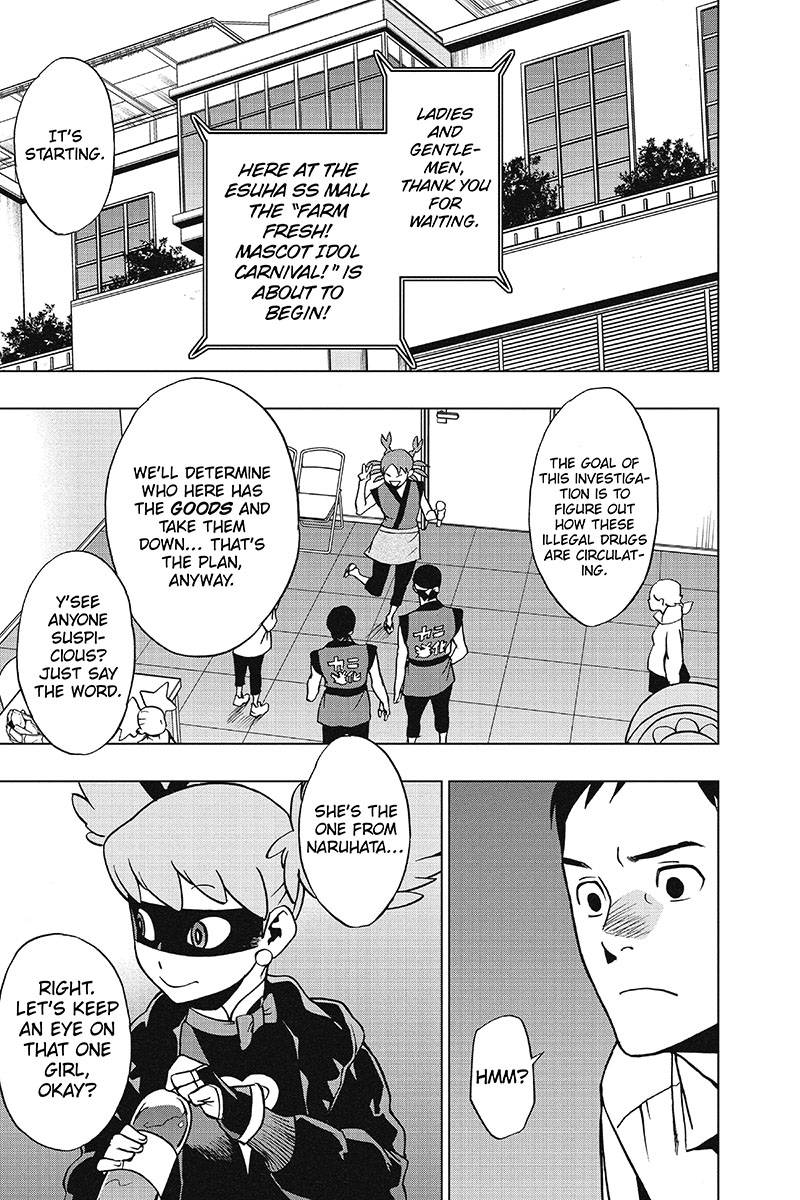 LADIES
AND
GENTLE-
MEN,
THANK YOU
FOR
WAITING.
HERE AT THE
ESUHA SS MALL
THE "FARM
FRESH!
MASCOT IDOL
CARNIVAL!" IS
ABOUT TO
BEGIN!
IT'S
STARTING.
THE GOAL OF
THIS INVESTIGA-
TION IS TO
FIGURE OUT
HOW THESE
ILLEGAL DRUGS
ARE CIRCULAT-
ING.
WE'LL DETERMINE
WHO HERE HAS
THE GOODS AND
TAKE THEM
DOWN... THAT'S
THE PLAN,
ANYWAY.
Y'SEE
ANYONE
SUSPI-
CIOUS?
JUST SAY
THE WORD.
HMM?
SHE'S THE
ONE FROM
NARUHATA...
RIGHT.
LET'S KEEP
AN EYE ON
THAT ONE
GIRL,
OKAY?